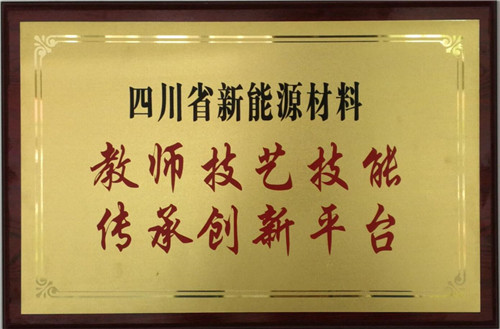 四川省新能源材料
教师技艺技能
传承创新平台